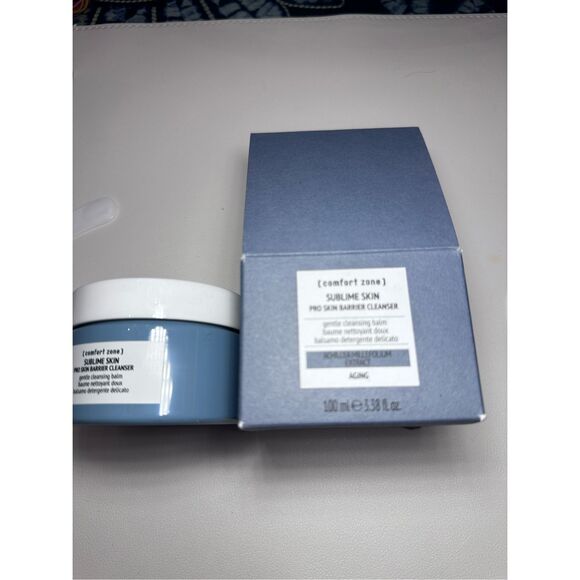 [ comfort zone ]
SUBLIME SKIN
PRO SKIN BARRIER CLEANSER
gentle cleansing balm
baume nettoyant doux
balsamo detergente delicato
ACHILLEA MILLEFOLIUM
EXTRACT
AGING
100 ml ℮ 3.38 fl. oz.
[ comfort zone ]
SUBLIME SKIN
PRO SKIN BARRIER CLEANSER
gentle cleansing balm
baume nettoyant doux
balsamo detergente delicato